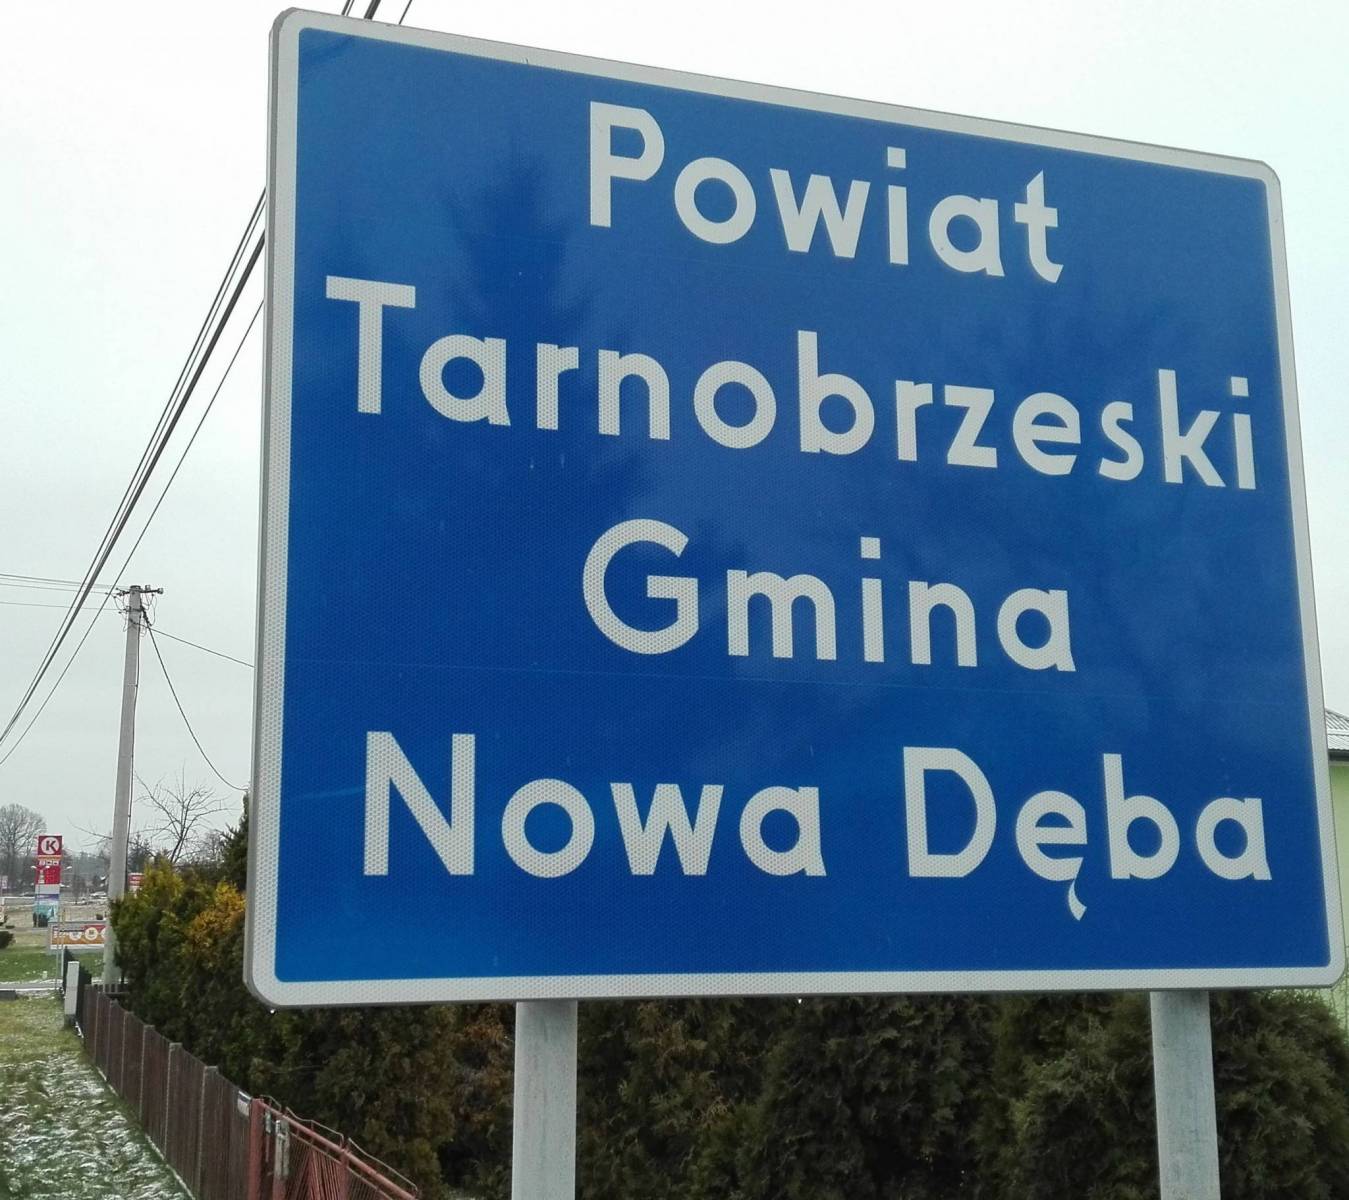 Powiat
Tarnobrzeski
Gmina
Nowa Dęba
K